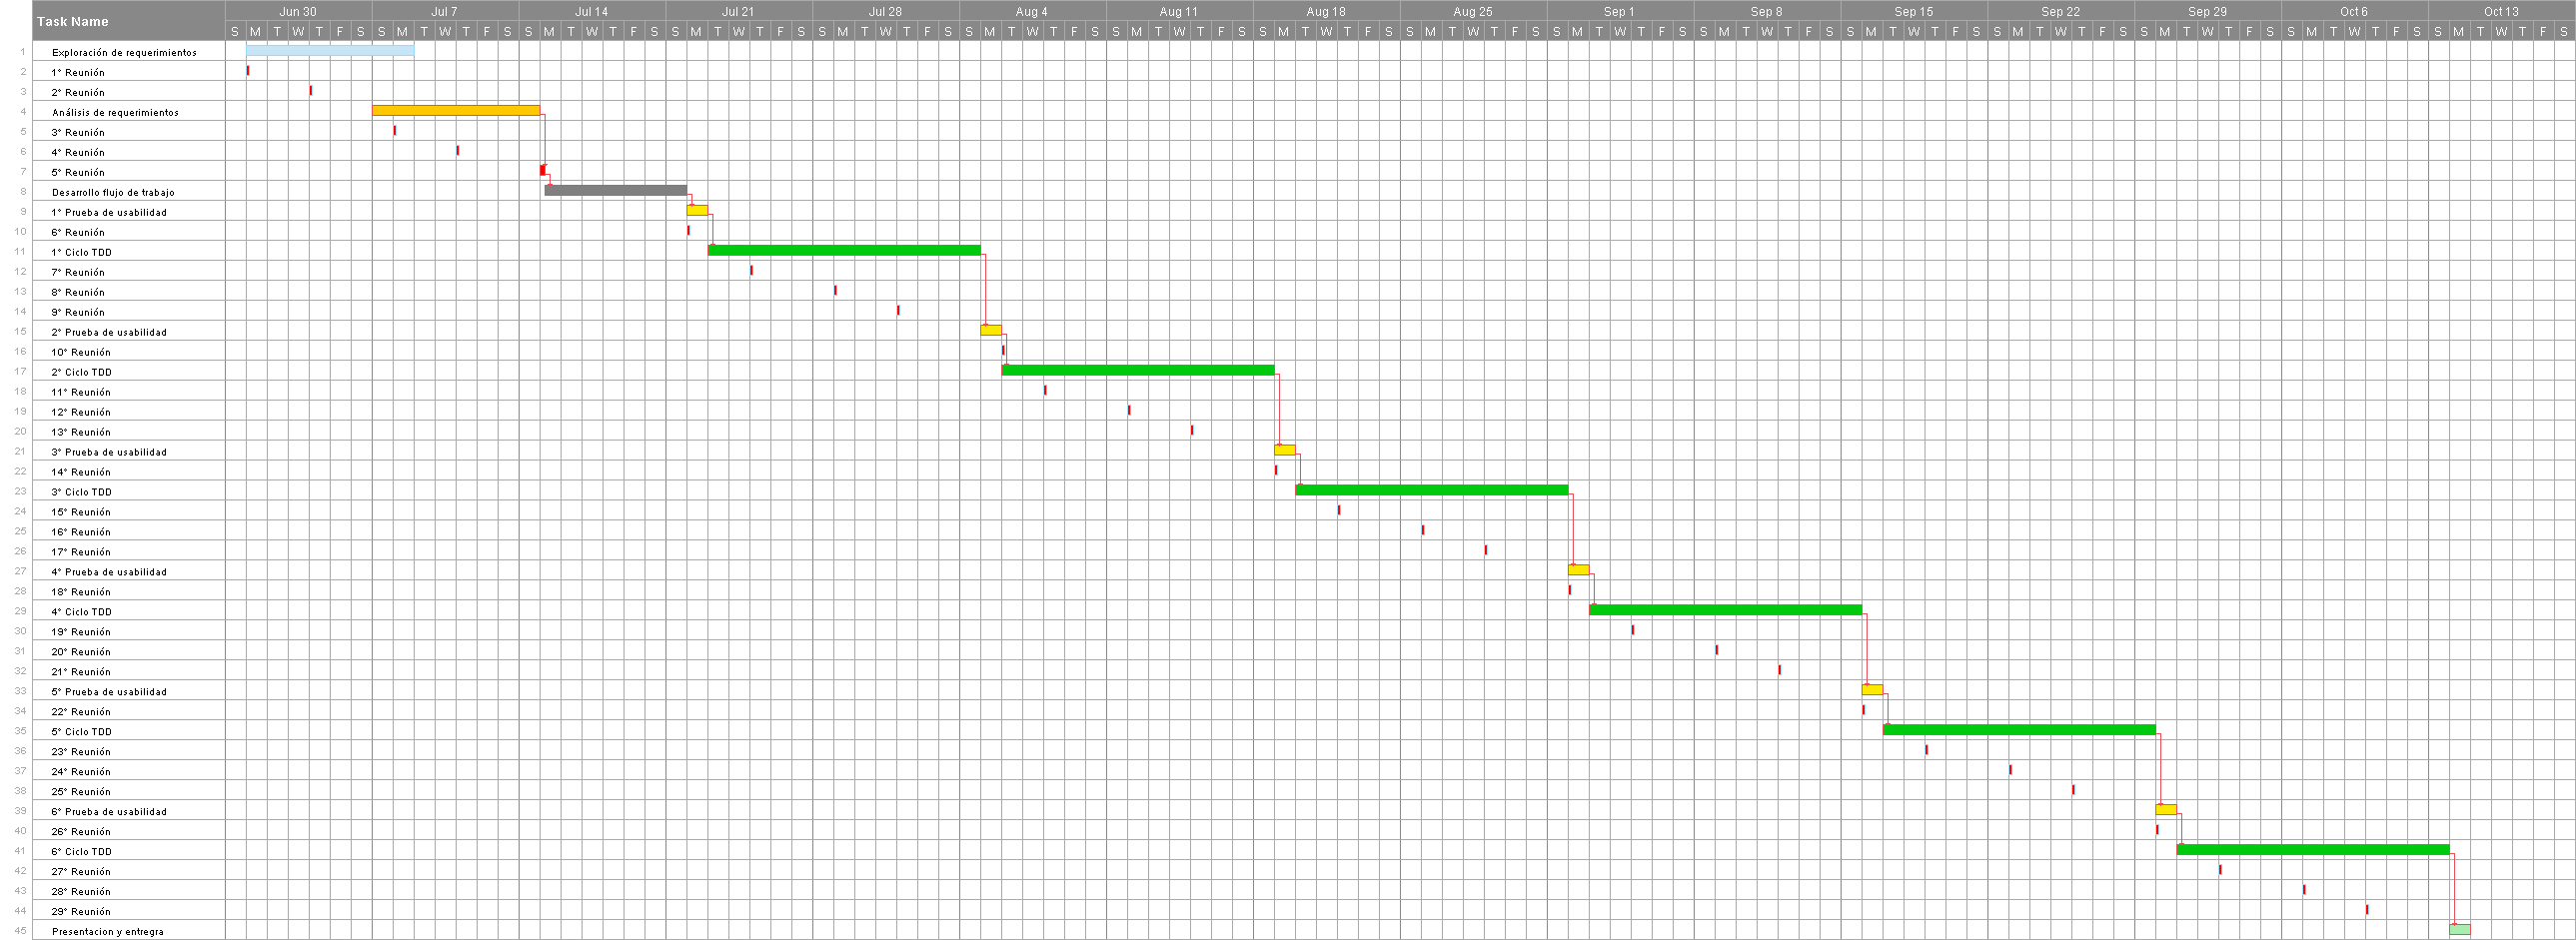 Task Name
Jun 30 Jul 7 Jul 14 Jul 21 Jul 28 Aug 4 Aug 11 Aug 18 Aug 25 Sep 1 Sep 8 Sep 15 Sep 22 Sep 29 Oct 6 Oct 13
S M T W T F S S M T W T F S S M T W T F S S M T W T F S S M T W T F S S M T W T F S S M T W T F S S M T W T F S S M T W T F S S M T W T F S S M T W T F S S M T W T F S S M T W T F S S M T W T F S S M T W T F S S M T W T F S
1 Exploración de requerimientos
2 1° Reunión
3 2° Reunión
4 Análisis de requerimientos
5 3° Reunión
6 4° Reunión
7 5° Reunión
8 Desarrollo flujo de trabajo
9 1° Prueba de usabilidad
10 6° Reunión
11 1° Ciclo TDD
12 7° Reunión
13 8° Reunión
14 9° Reunión
15 2° Prueba de usabilidad
16 10° Reunión
17 2° Ciclo TDD
18 11° Reunión
19 12° Reunión
20 13° Reunión
21 3° Prueba de usabilidad
22 14° Reunión
23 3° Ciclo TDD
24 15° Reunión
25 16° Reunión
26 17° Reunión
27 4° Prueba de usabilidad
28 18° Reunión
29 4° Ciclo TDD
30 19° Reunión
31 20° Reunión
32 21° Reunión
33 5° Prueba de usabilidad
34 22° Reunión
35 5° Ciclo TDD
36 23° Reunión
37 24° Reunión
38 25° Reunión
39 6° Prueba de usabilidad
40 26° Reunión
41 6° Ciclo TDD
42 27° Reunión
43 28° Reunión
44 29° Reunión
45 Presentacion y entregra